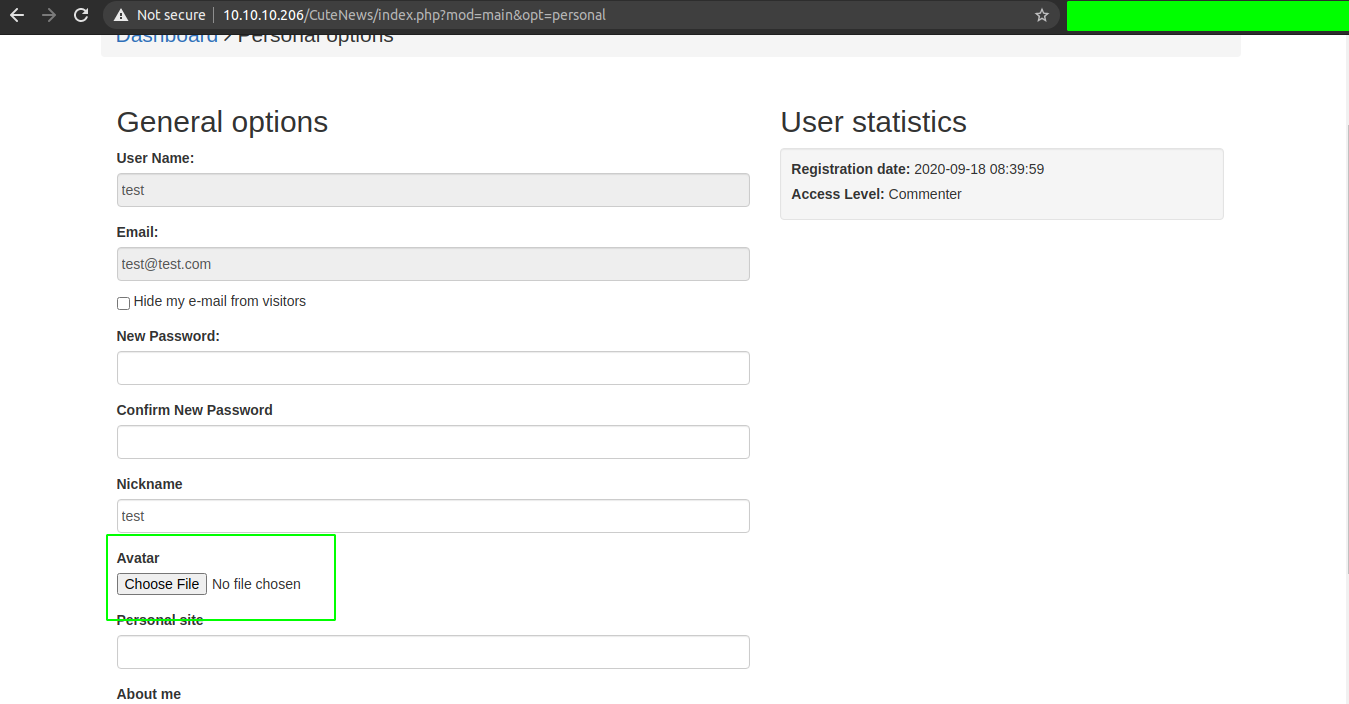 Not secure 10.10.10.206/CuteNews/index.php?mod=main&opt=personal
Dashboard > Personal options
General options
User Name:
test
Email:
test@test.com
Hide my e-mail from visitors
New Password:
Confirm New Password
Nickname
test
Avatar
Choose File No file chosen
Personal site
About me
User statistics
Registration date: 2020-09-18 08:39:59
Access Level: Commenter